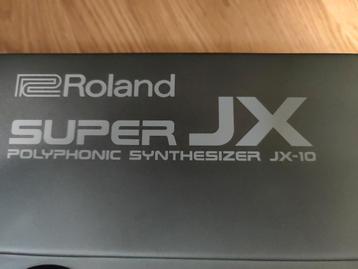 Roland
SUPER JX
POLYPHONIC SYNTHESIZER JX-10